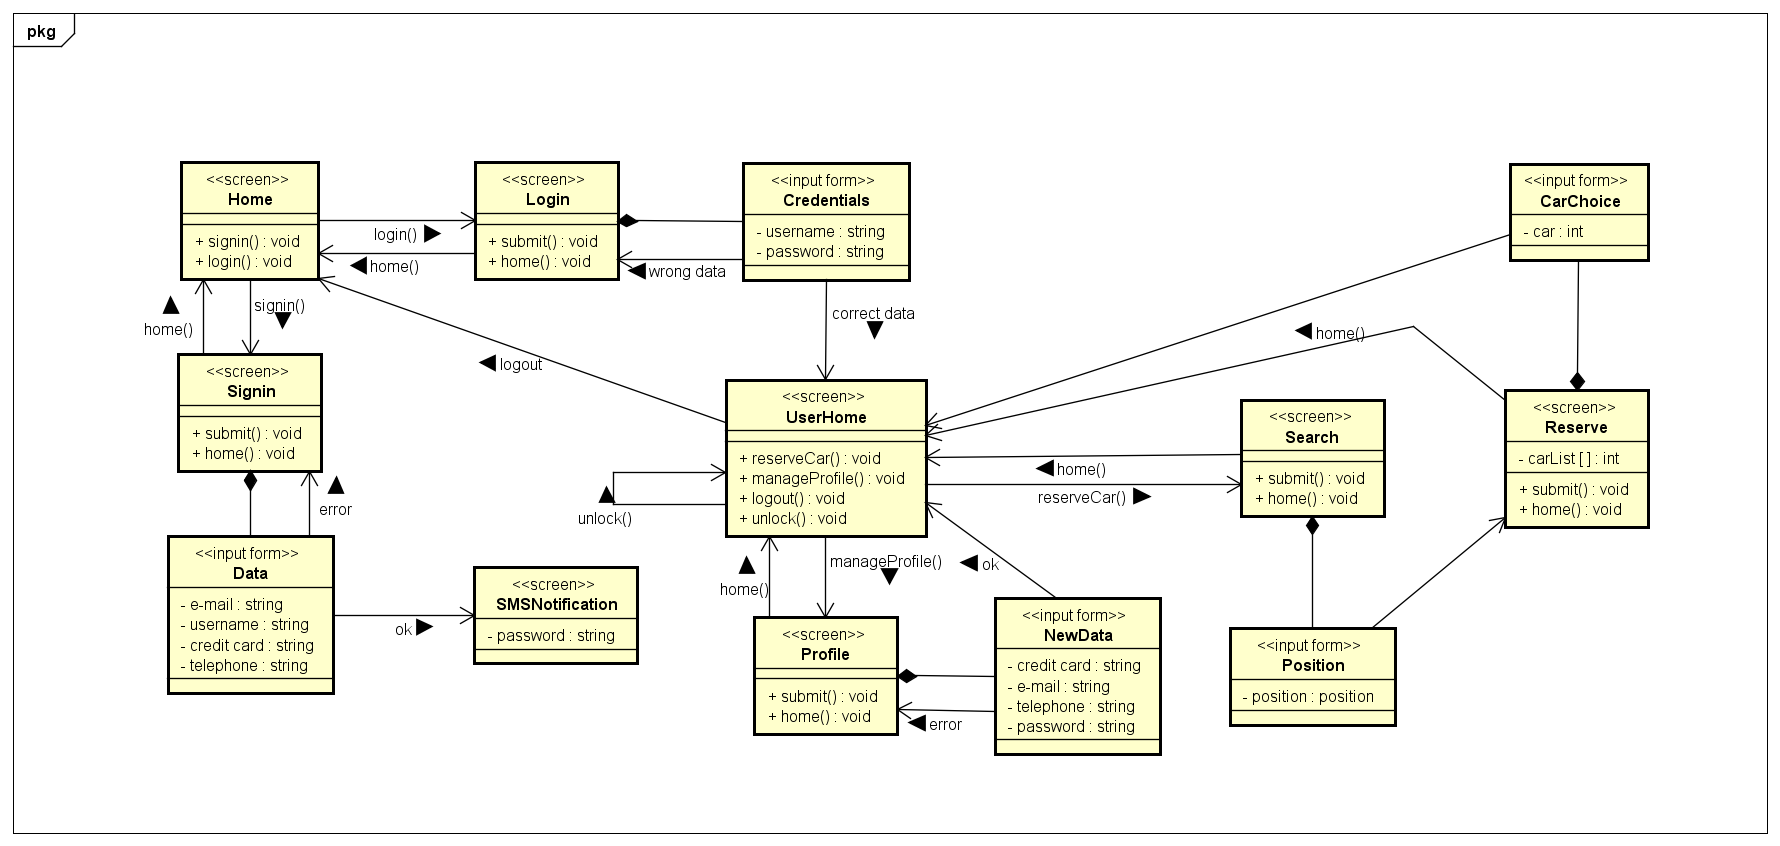 pkg
<<screen>>
Home
+ signin() : void
+ login() : void
login()
home()
<<screen>>
Login
+ submit() : void
+ home() : void
<<input form>>
Credentials
- username : string
- password : string
wrong data
correct data
<<input form>>
CarChoice
- car : int
home()
signin()
logout
home()
<<screen>>
Signin
+ submit() : void
+ home() : void
error
<<screen>>
UserHome
+ reserveCar() : void
+ manageProfile() : void
+ logout() : void
+ unlock() : void
unlock()
home()
reserveCar()
<<screen>>
Search
+ submit() : void
+ home() : void
<<screen>>
Reserve
- carList [ ] : int
+ submit() : void
+ home() : void
<<input form>>
Data
- e-mail : string
- username : string
- credit card : string
- telephone : string
ok
<<screen>>
SMSNotification
- password : string
home()
manageProfile()
ok
<<screen>>
Profile
+ submit() : void
+ home() : void
error
<<input form>>
NewData
- credit card : string
- e-mail : string
- telephone : string
- password : string
<<input form>>
Position
- position : position